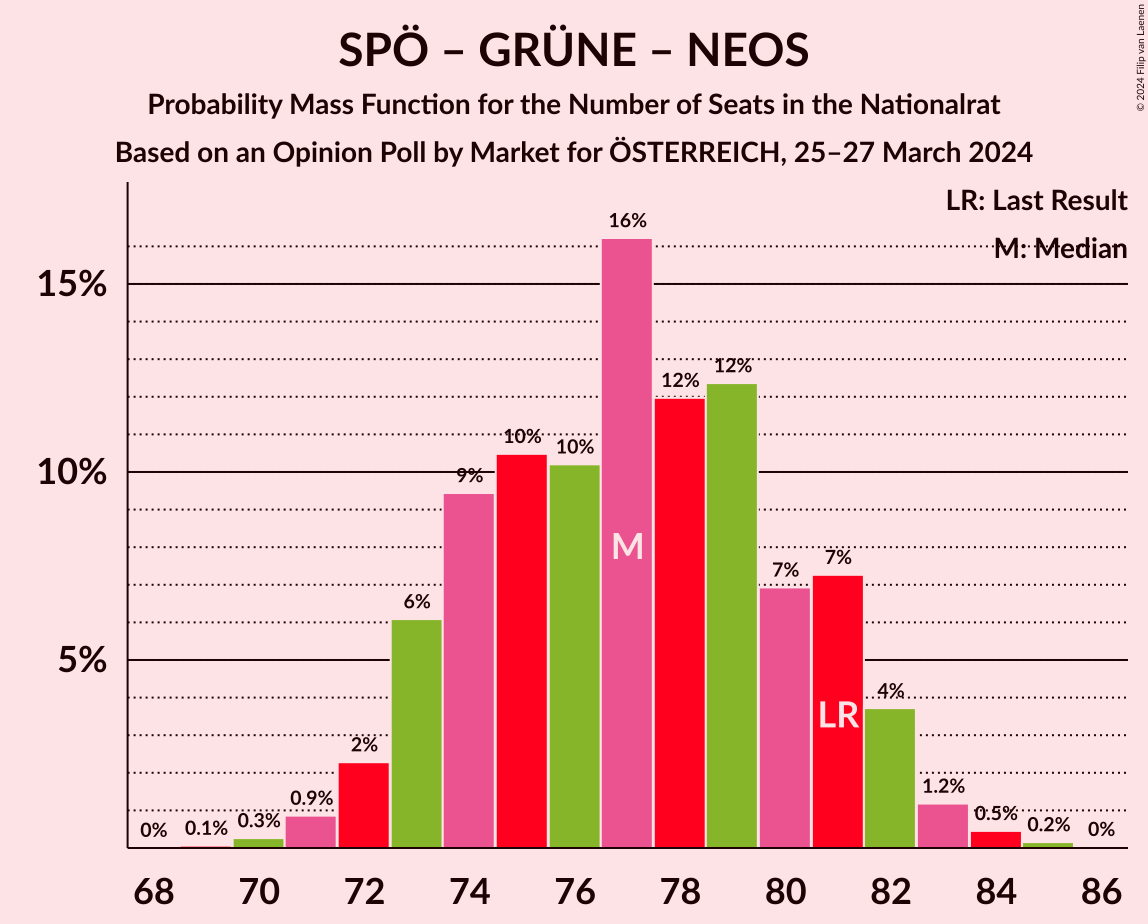 SPÖ – GRÜNE – NEOS
Probability Mass Function for the Number of Seats in the Nationalrat
Based on an Opinion Poll by Market for ÖSTERREICH, 25–27 March 2024
© 2024 Filip van Laenen
LR: Last Result
M: Median
15%
10%
5%
0%
0.1%
0.3%
0.9%
2%
6%
9%
10%
10%
16%
12%
12%
7%
7%
4%
1.2%
0.5%
0.2%
0%
M
LR
68 70 72 74 76 78 80 82 84 86